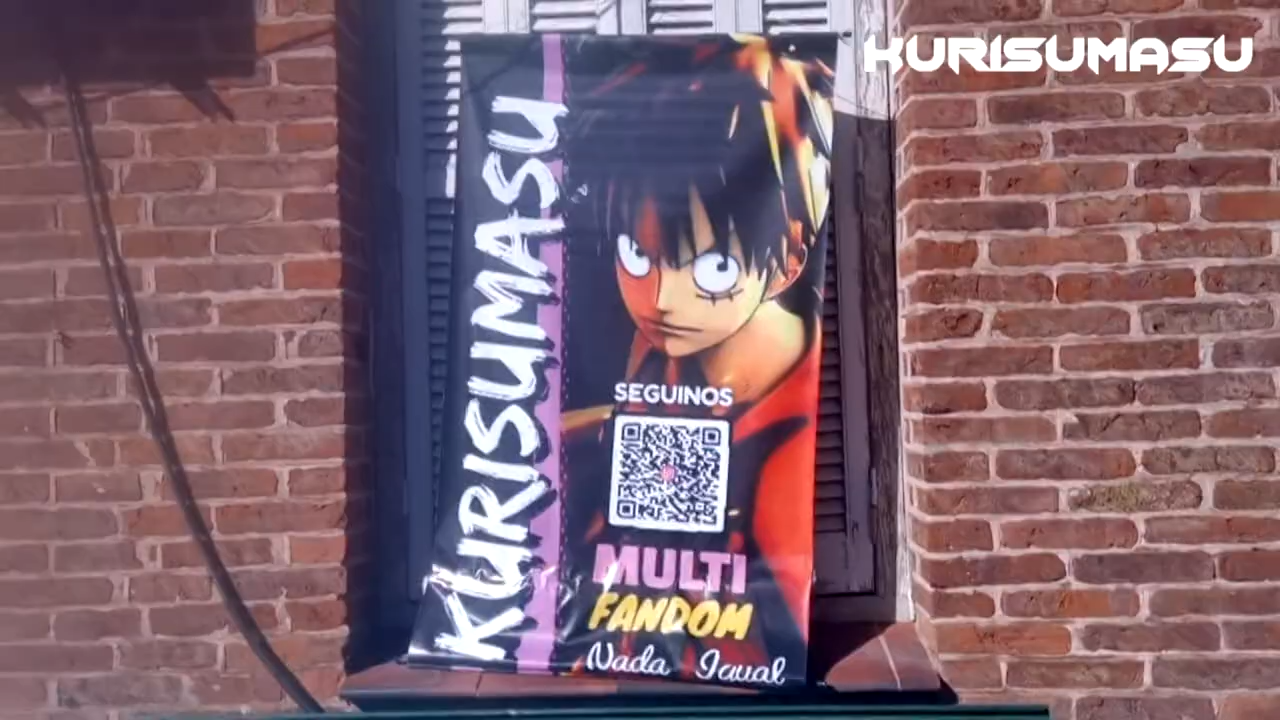 KURISUMASU
KURISUMASU
SEGUINOS
MULTI
FANDOM
Nada Igual